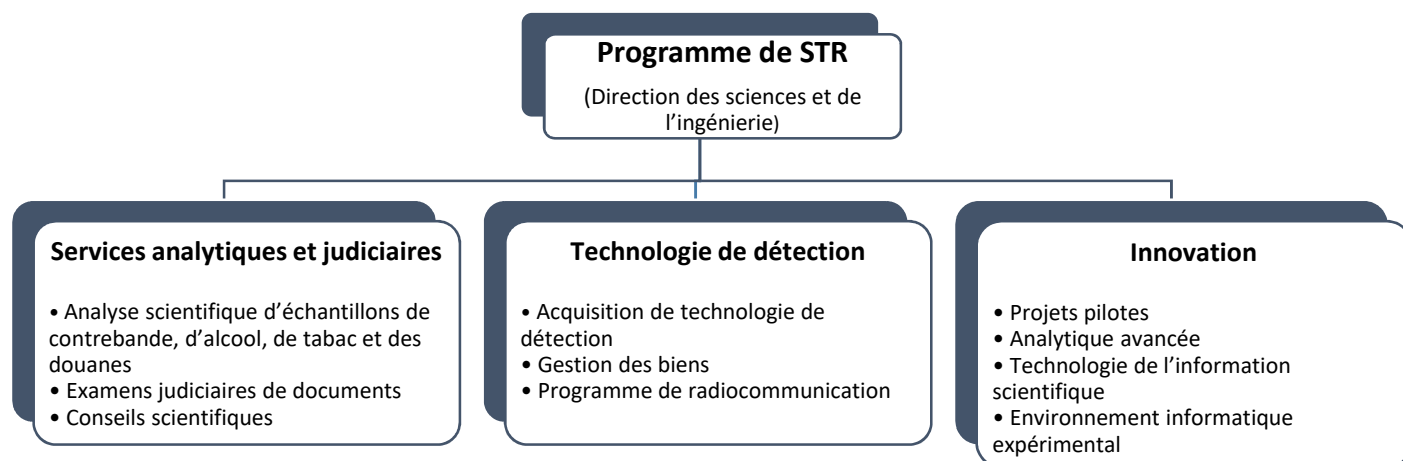 Programme de STR
(Direction des sciences et de
l’ingénierie)
Services analytiques et judiciaires
• Analyse scientifique d’échantillons de
contrebande, d’alcool, de tabac et des
douanes
• Examens judiciaires de documents
• Conseils scientifiques
Technologie de détection
• Acquisition de technologie de
détection
• Gestion des biens
• Programme de radiocommunication
Innovation
• Projets pilotes
• Analytique avancée
• Technologie de l’information
scientifique
• Environnement informatique
expérimental